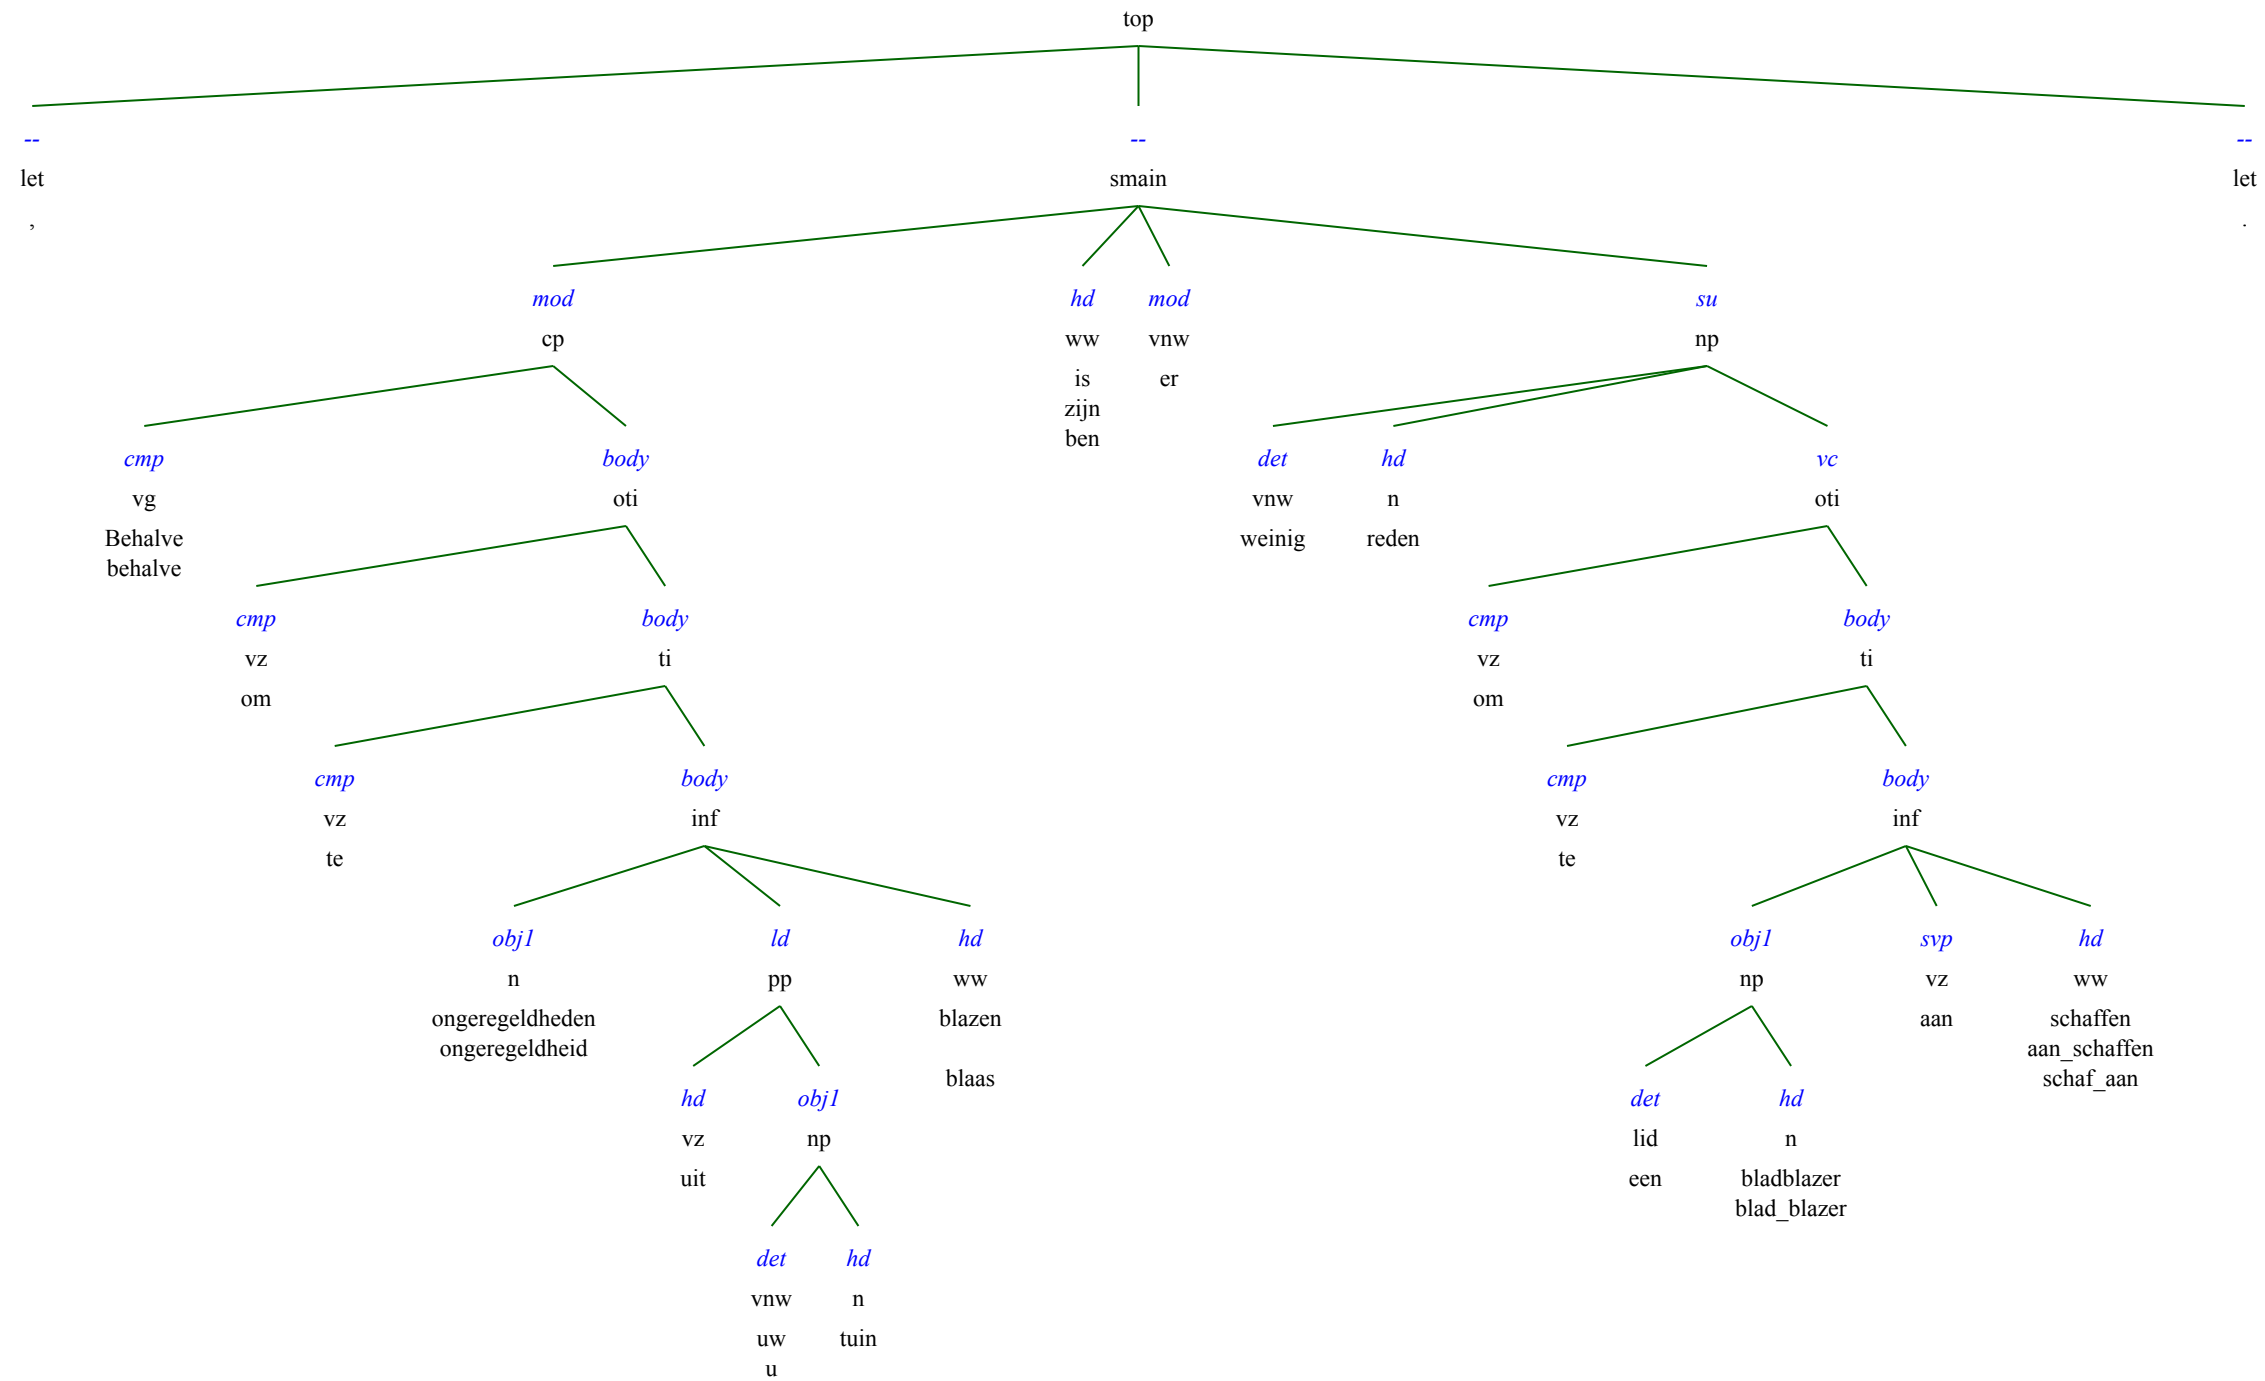 top
-- -- --
let smain let
, .
mod hd mod su
cp ww vnw np
is er
zijn
ben
cmp body det hd vc
vg oti vnw n oti
Behalve weinig reden
behalve
cmp body cmp body
vz ti vz ti
om om
cmp body cmp body
vz inf vz inf
te te
obj1 ld hd obj1 svp hd
n pp ww np vz ww
ongeregeldheden blazen aan schaffen
ongeregeldheid aan_schaffen
blaas schaf_aan
hd obj1 det hd
vz np lid n
uit een bladblazer
blad_blazer
det hd
vnw n
uw tuin
u